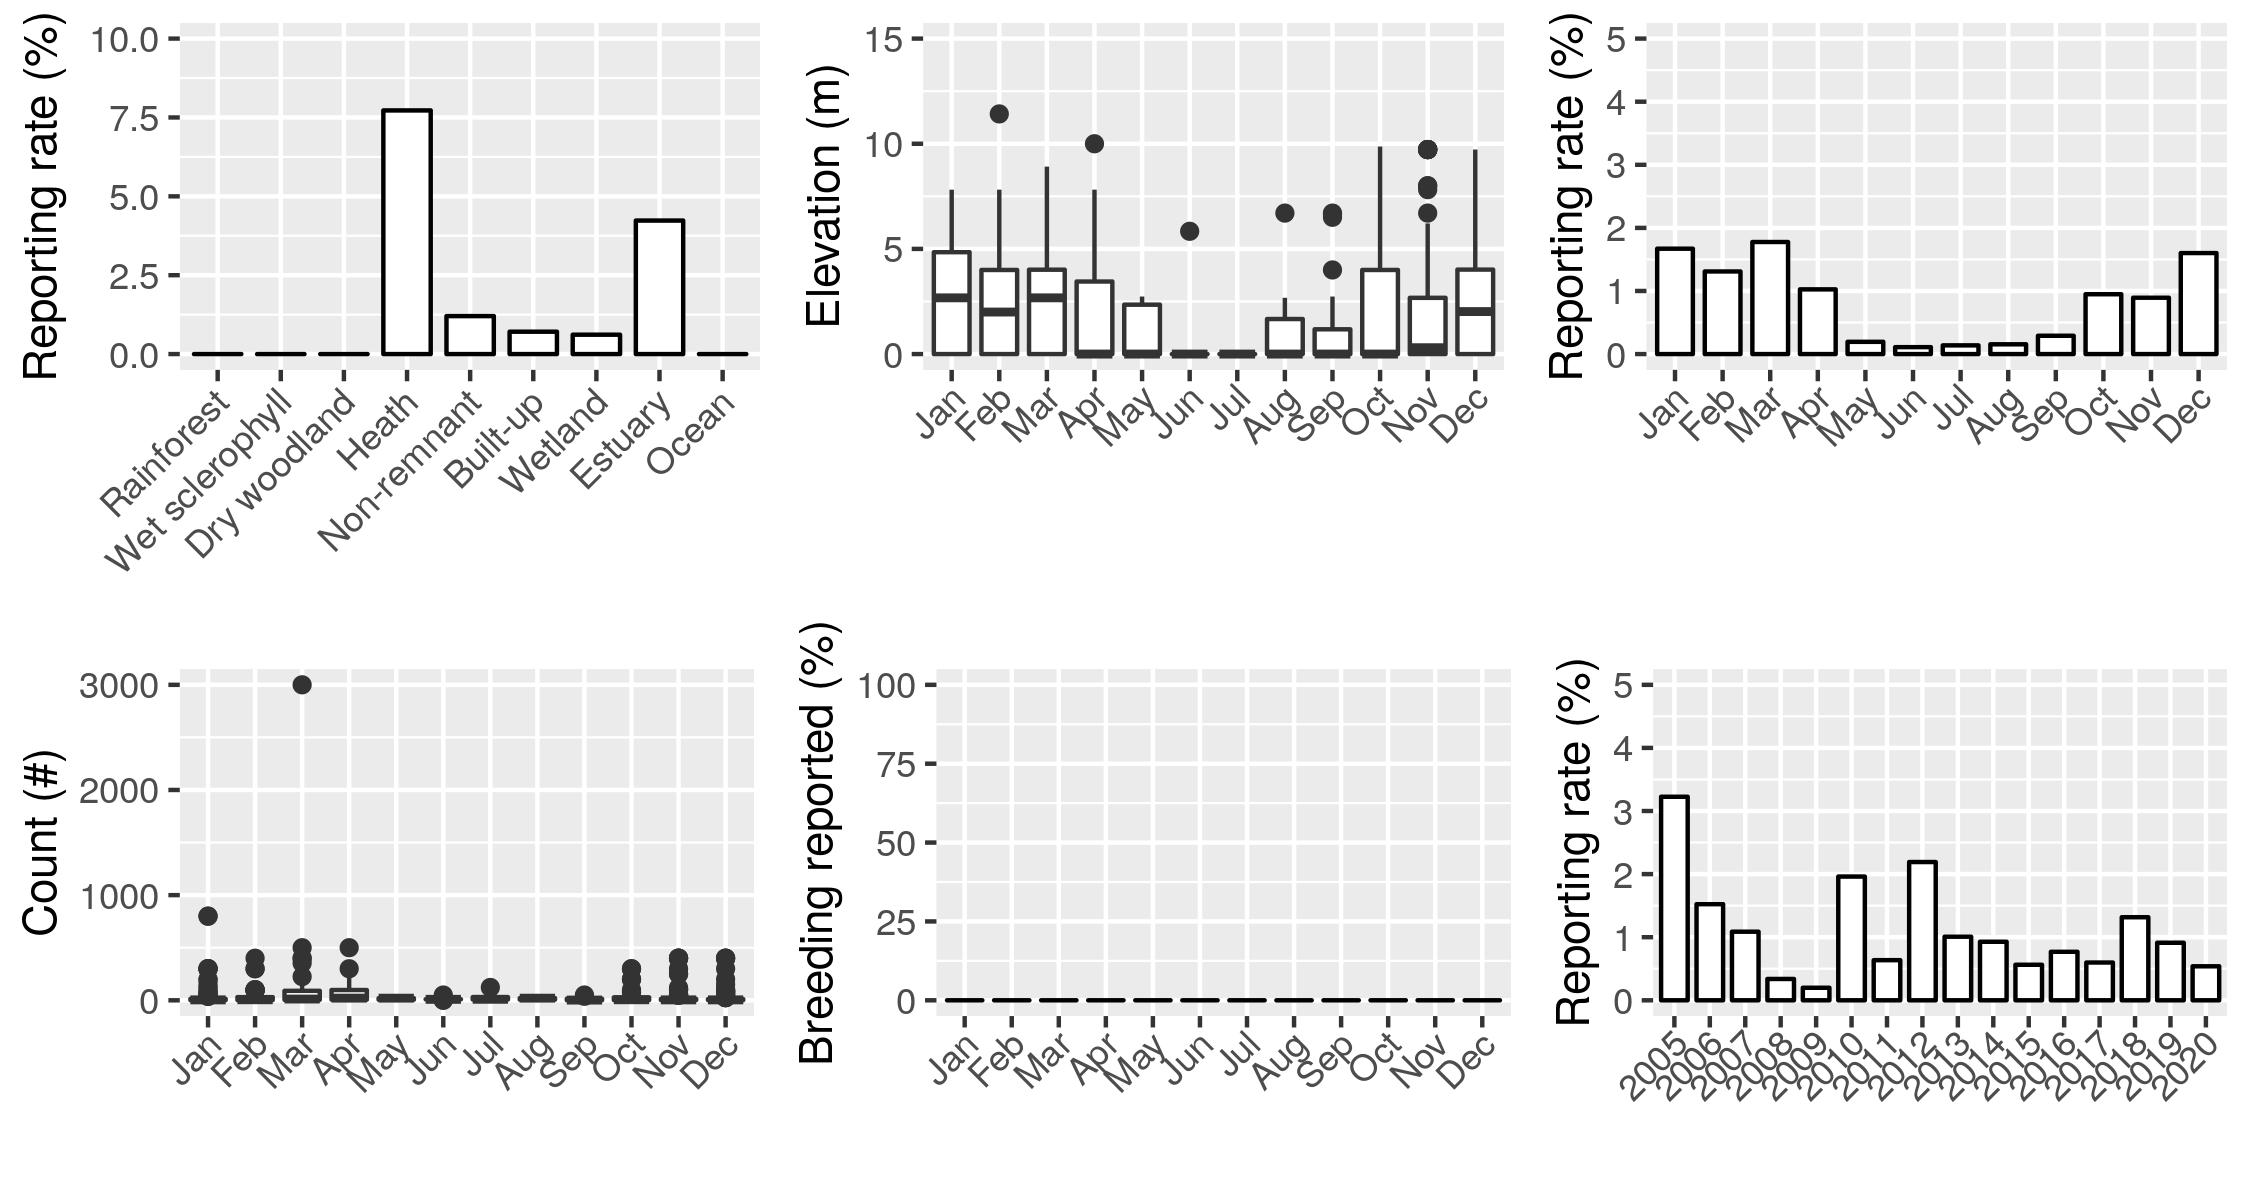 Reporting rate (%)
10.0
7.5
5.0
2.5
0.0
Rainforest
Wet sclerophyll
Dry woodland
Heath
Non-remnant
Built-up
Wetland
Estuary
Ocean
Elevation (m)
15
10
5
0
Jan
Feb
Mar
Apr
May
Jun
Jul
Aug
Sep
Oct
Nov
Dec
Reporting rate (%)
5
4
3
2
1
0
Jan
Feb
Mar
Apr
May
Jun
Jul
Aug
Sep
Oct
Nov
Dec
Count (#)
3000
2000
1000
0
Jan
Feb
Mar
Apr
May
Jun
Jul
Aug
Sep
Oct
Nov
Dec
Breeding reported (%)
100
75
50
25
0
Jan
Feb
Mar
Apr
May
Jun
Jul
Aug
Sep
Oct
Nov
Dec
Reporting rate (%)
5
4
3
2
1
0
2005
2006
2007
2008
2009
2010
2011
2012
2013
2014
2015
2016
2017
2018
2019
2020